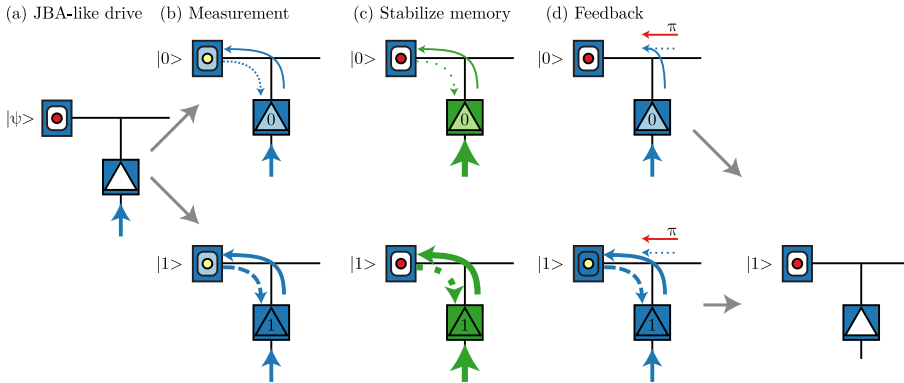 (a) JBA-like drive (b) Measurement (c) Stabilize memory (d) Feedback
|0> |0> |0> π
|ψ>
0 0 0
|1> |1> |1> π |1>
1 1 1